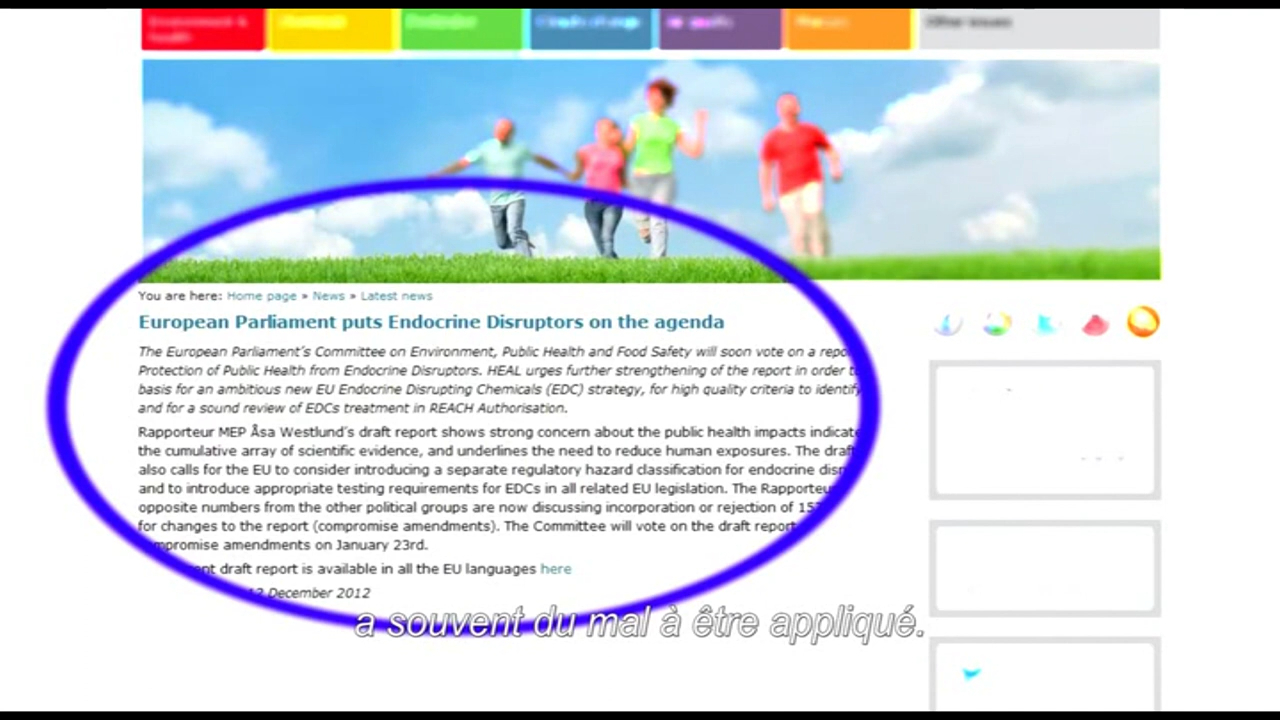 Environment &
health
Other issues
You are here: Home page » News » Latest news
European Parliament puts Endocrine Disruptors on the agenda
The European Parliament's Committee on Environment, Public Health and Food Safety will soon vote on a
Protection of Public Health from Endocrine Disruptors. HEAL urges further strengthening of the report in order
basis for an ambitious new EU Endocrine Disrupting Chemicals (EDC) strategy, for high quality criteria to identify
and for a sound review of EDCs treatment in REACH Authorisation.
Rapporteur MEP Åsa Westlund's draft report shows strong concern about the public health impacts
the cumulative array of scientific evidence, and underlines the need to reduce human exposures. The
also calls for the EU to consider introducing a separate regulatory hazard classification for endocrine
and to introduce appropriate testing requirements for EDCs in all related EU legislation. The
opposite numbers from the other political groups are now discussing incorporation or rejection of
for changes to the report (compromise amendments). The Committee will vote on the draft report
amendments on January 23rd.
draft report is available in all the EU languages here
December 2012
a souvent du mal à être appliqué.